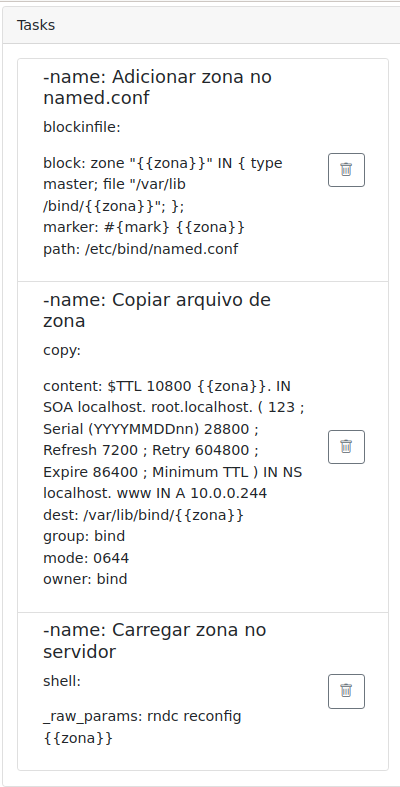 Tasks
-name: Adicionar zona no
named.conf
blockinfile:
block: zone "{{zona}}" IN { type
master; file "/var/lib
/bind/{{zona}}"; };
marker: #{mark} {{zona}}
path: /etc/bind/named.conf
-name: Copiar arquivo de
zona
copy:
content: $TTL 10800 {{zona}}. IN
SOA localhost. root.localhost. ( 123 ;
Serial (YYYYMMDDnn) 28800 ;
Refresh 7200 ; Retry 604800 ;
Expire 86400 ; Minimum TTL ) IN NS
localhost. www IN A 10.0.0.244
dest: /var/lib/bind/{{zona}}
group: bind
mode: 0644
owner: bind
-name: Carregar zona no
servidor
shell:
_raw_params: rndc reconfig
{{zona}}